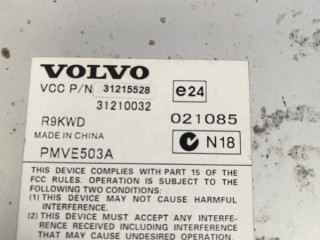 VOLVO
VCC P/N 31215528 e24
31210032
R9KWD 021085
MADE IN CHINA N18
PMVE503A
THIS DEVICE COMPLIES WITH PART 15 OF THE
FCC RULES. OPERATION IS SUBJECT TO THE
FOLLOWING TWO CONDITIONS:
(1) THIS DEVICE MAY NOT CAUSE HARMFUL
INTERFERENCE.
(2) THIS DEVICE MUST ACCEPT ANY INTERFE-
RENCE RECEIVED INCLUDING INTERFERENCE
THAT MAY CAUSE UNDESIRED OPERATION.